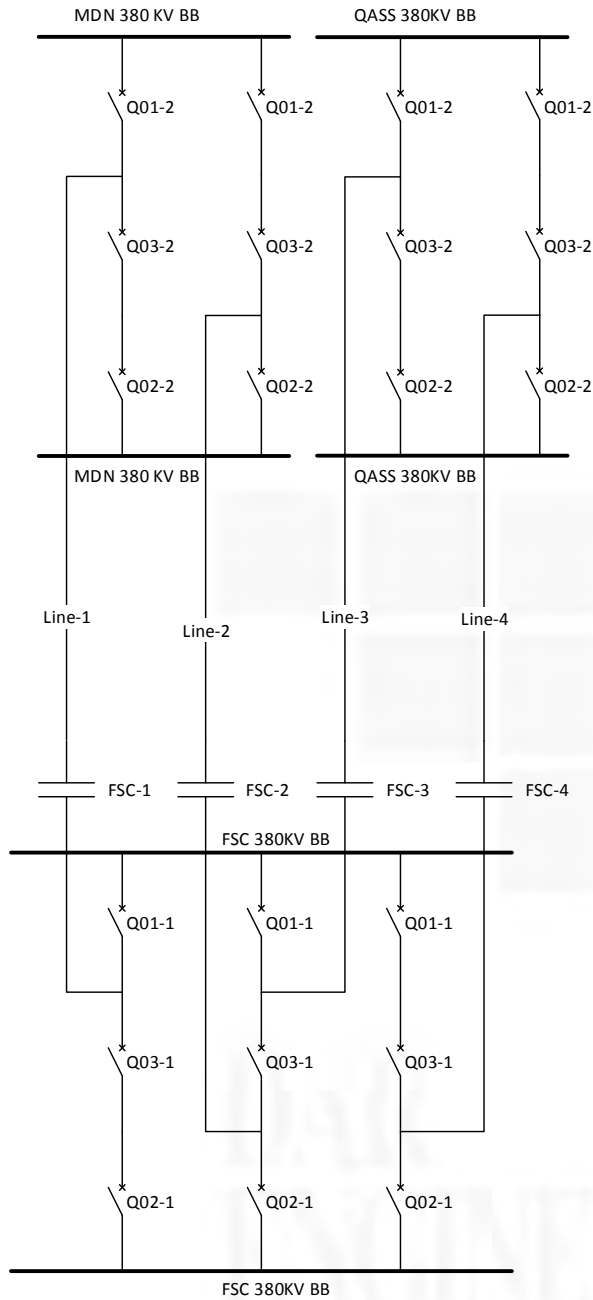 MDN 380 KV BB
QASS 380KV BB
Q01-2
Q01-2
Q01-2
Q01-2
Q03-2
Q03-2
Q03-2
Q03-2
Q02-2
Q02-2
Q02-2
Q02-2
MDN 380 KV BB
QASS 380KV BB
Line-1
Line-2
Line-3
Line-4
FSC-1
FSC-2
FSC-3
FSC-4
FSC 380KV BB
Q01-1
Q01-1
Q01-1
Q03-1
Q03-1
Q03-1
Q02-1
Q02-1
Q02-1
FSC 380KV BB